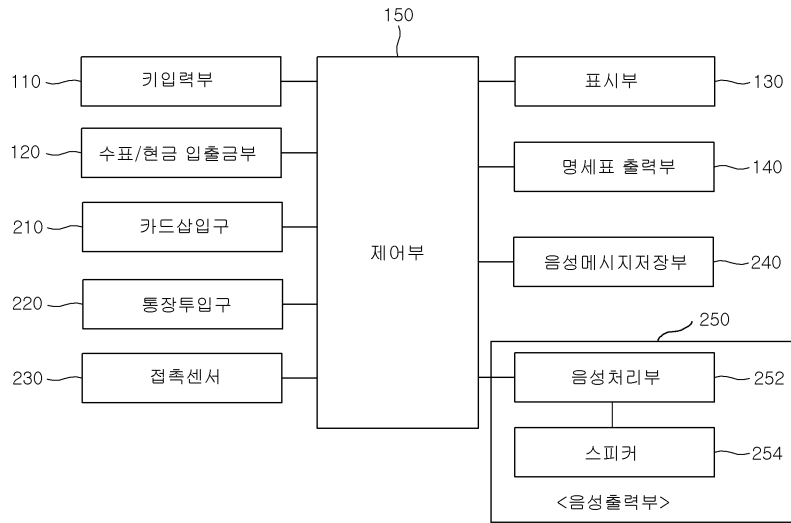 150
110 키입력부
표시부 130
120 수표/현금 입출금부
명세표 출력부 140
210 카드삽입구
제어부
음성메시지저장부 240
220 통장투입구
250
230 접촉센서
음성처리부 252
스피커 254
<음성출력부>